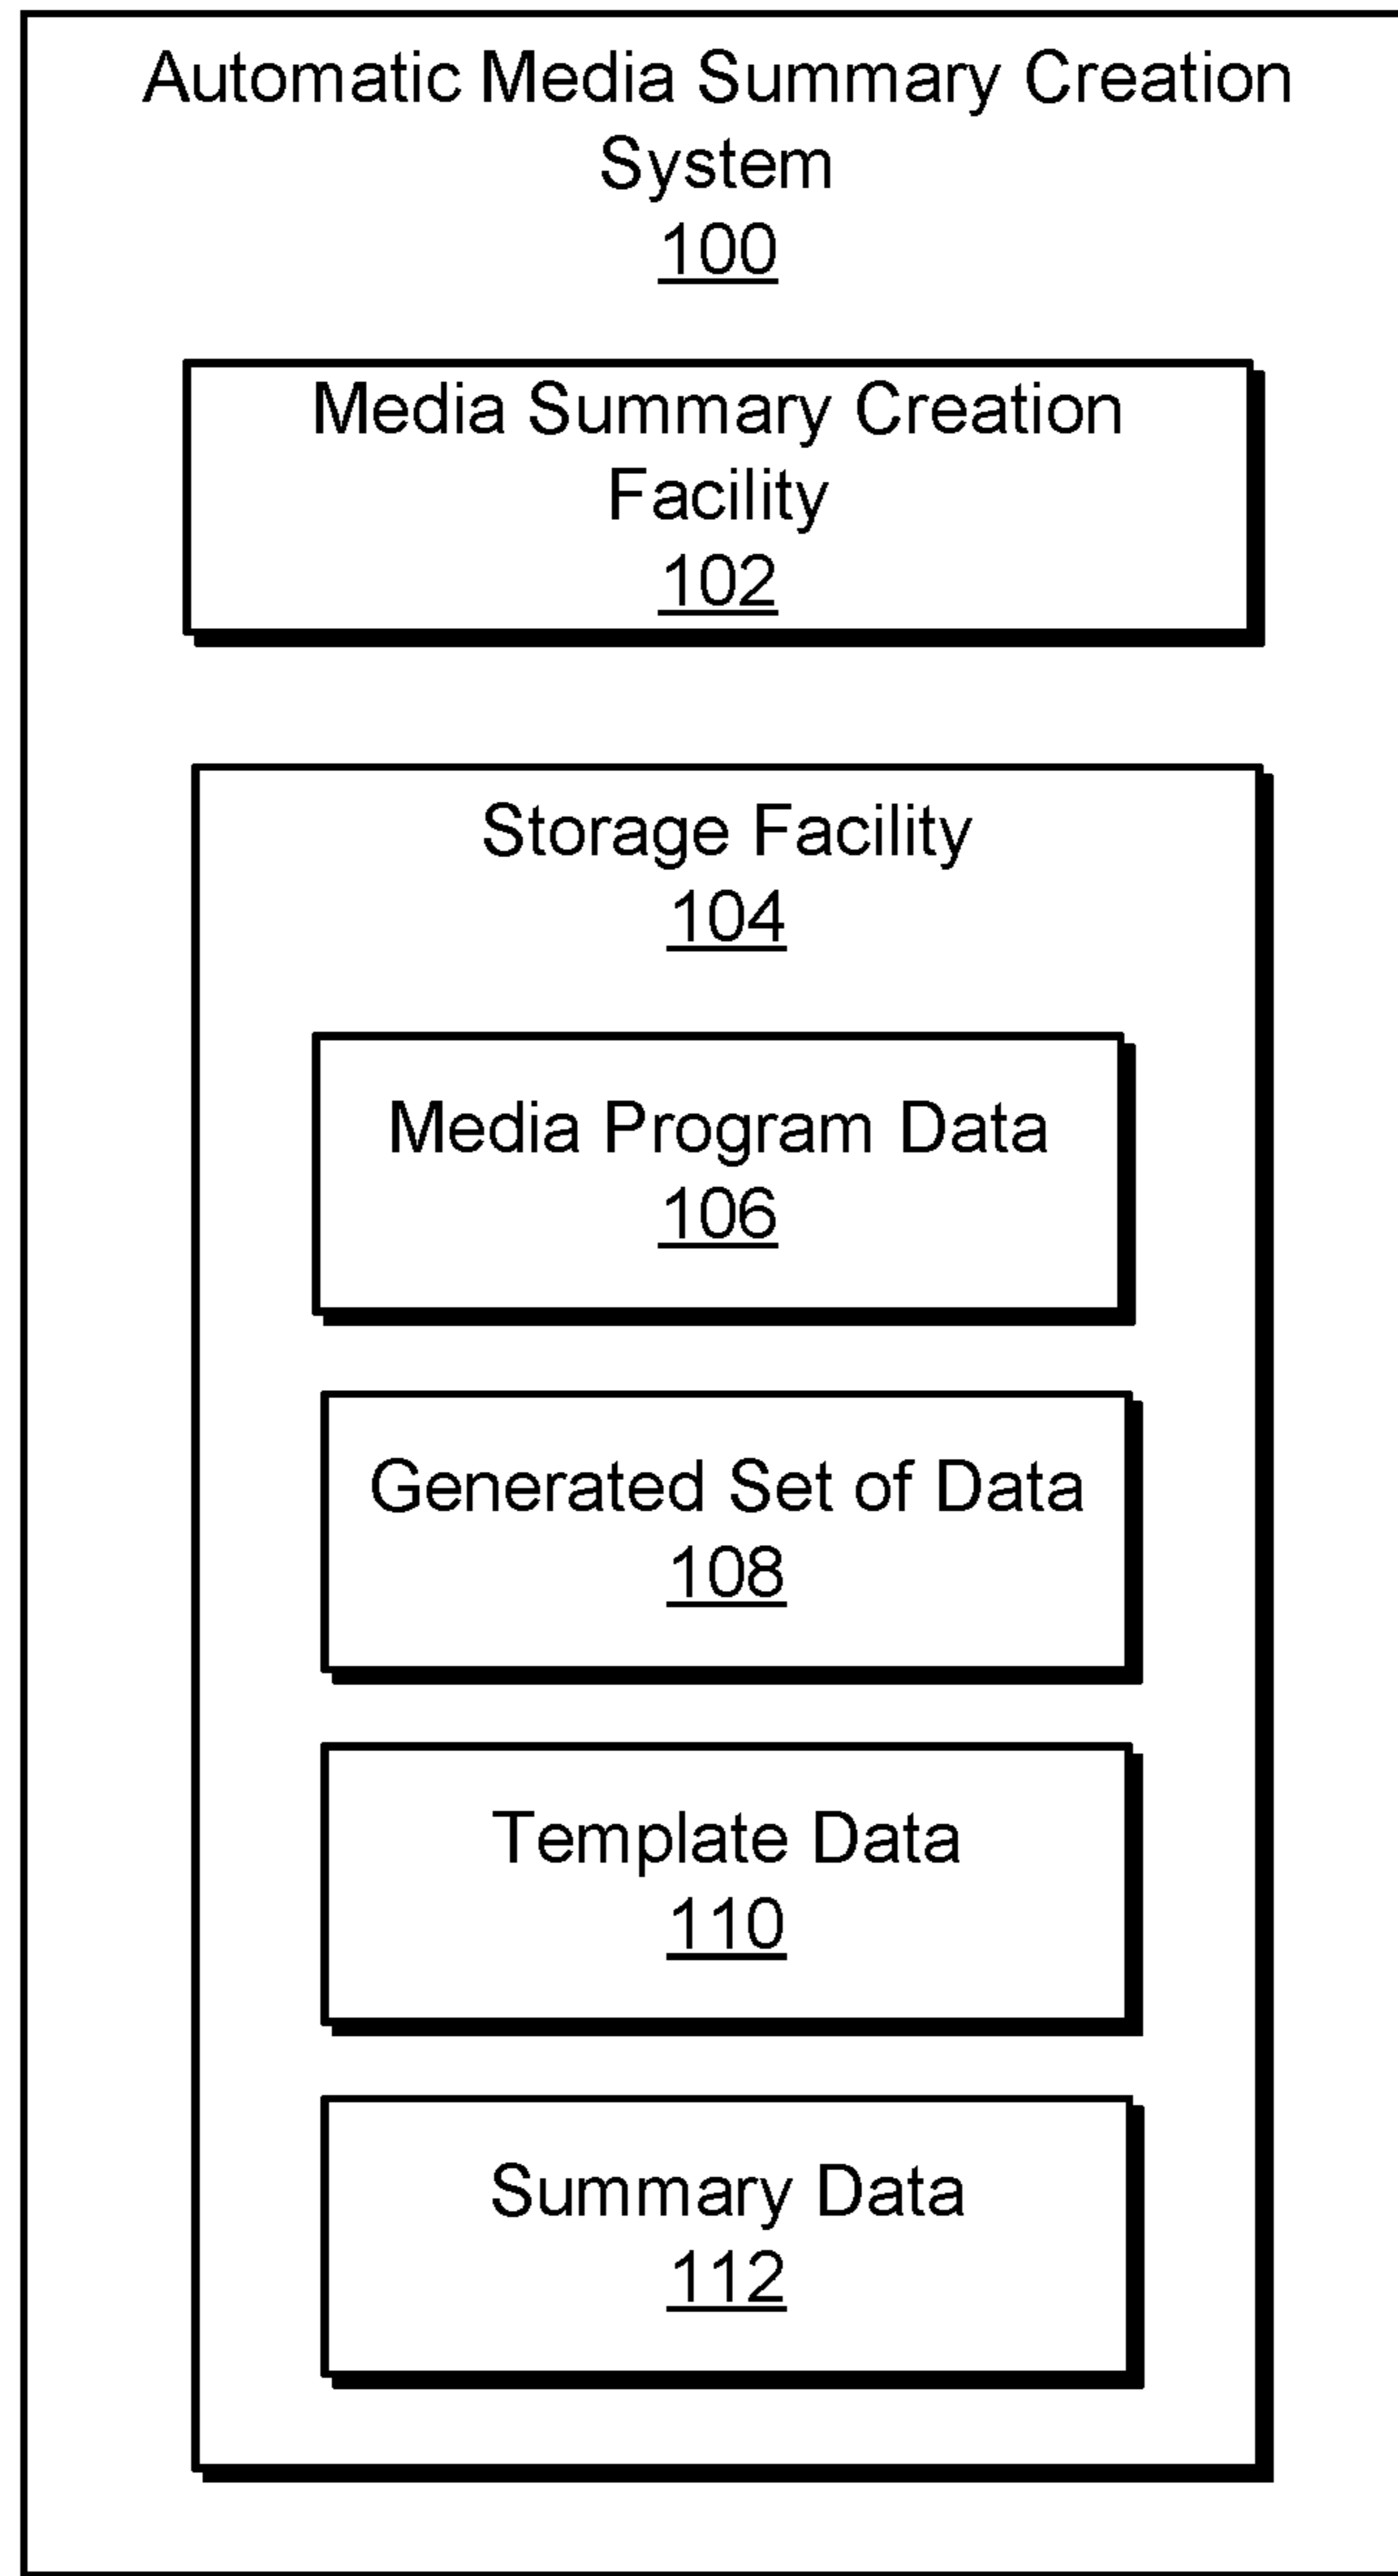 Automatic Media Summary Creation
System
100
Media Summary Creation
Facility
102
Storage Facility
104
Media Program Data
106
Generated Set of Data
108
Template Data
110
Summary Data
112